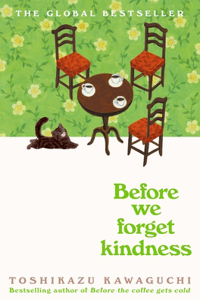 THE GLOBAL BESTSELLER
Before
we
forget
kindness
TOSHIKAZU KAWAGUCHI
Bestselling author of Before the coffee gets cold